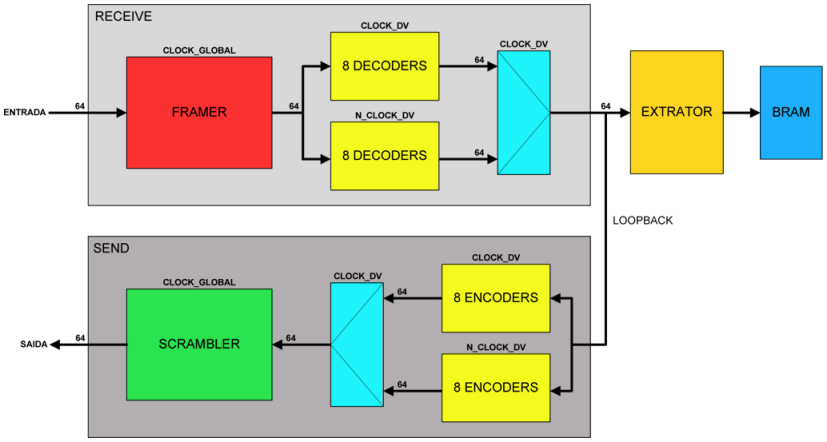 RECEIVE
CLOCK_GLOBAL
CLOCK_DV
CLOCK_DV
ENTRADA
64
FRAMER
64
8 DECODERS
64
N_CLOCK_DV
8 DECODERS
64
64
EXTRATOR
BRAM
LOOPBACK
SEND
CLOCK_GLOBAL
CLOCK_DV
CLOCK_DV
SAIDA
64
SCRAMBLER
64
64
8 ENCODERS
N_CLOCK_DV
64
8 ENCODERS